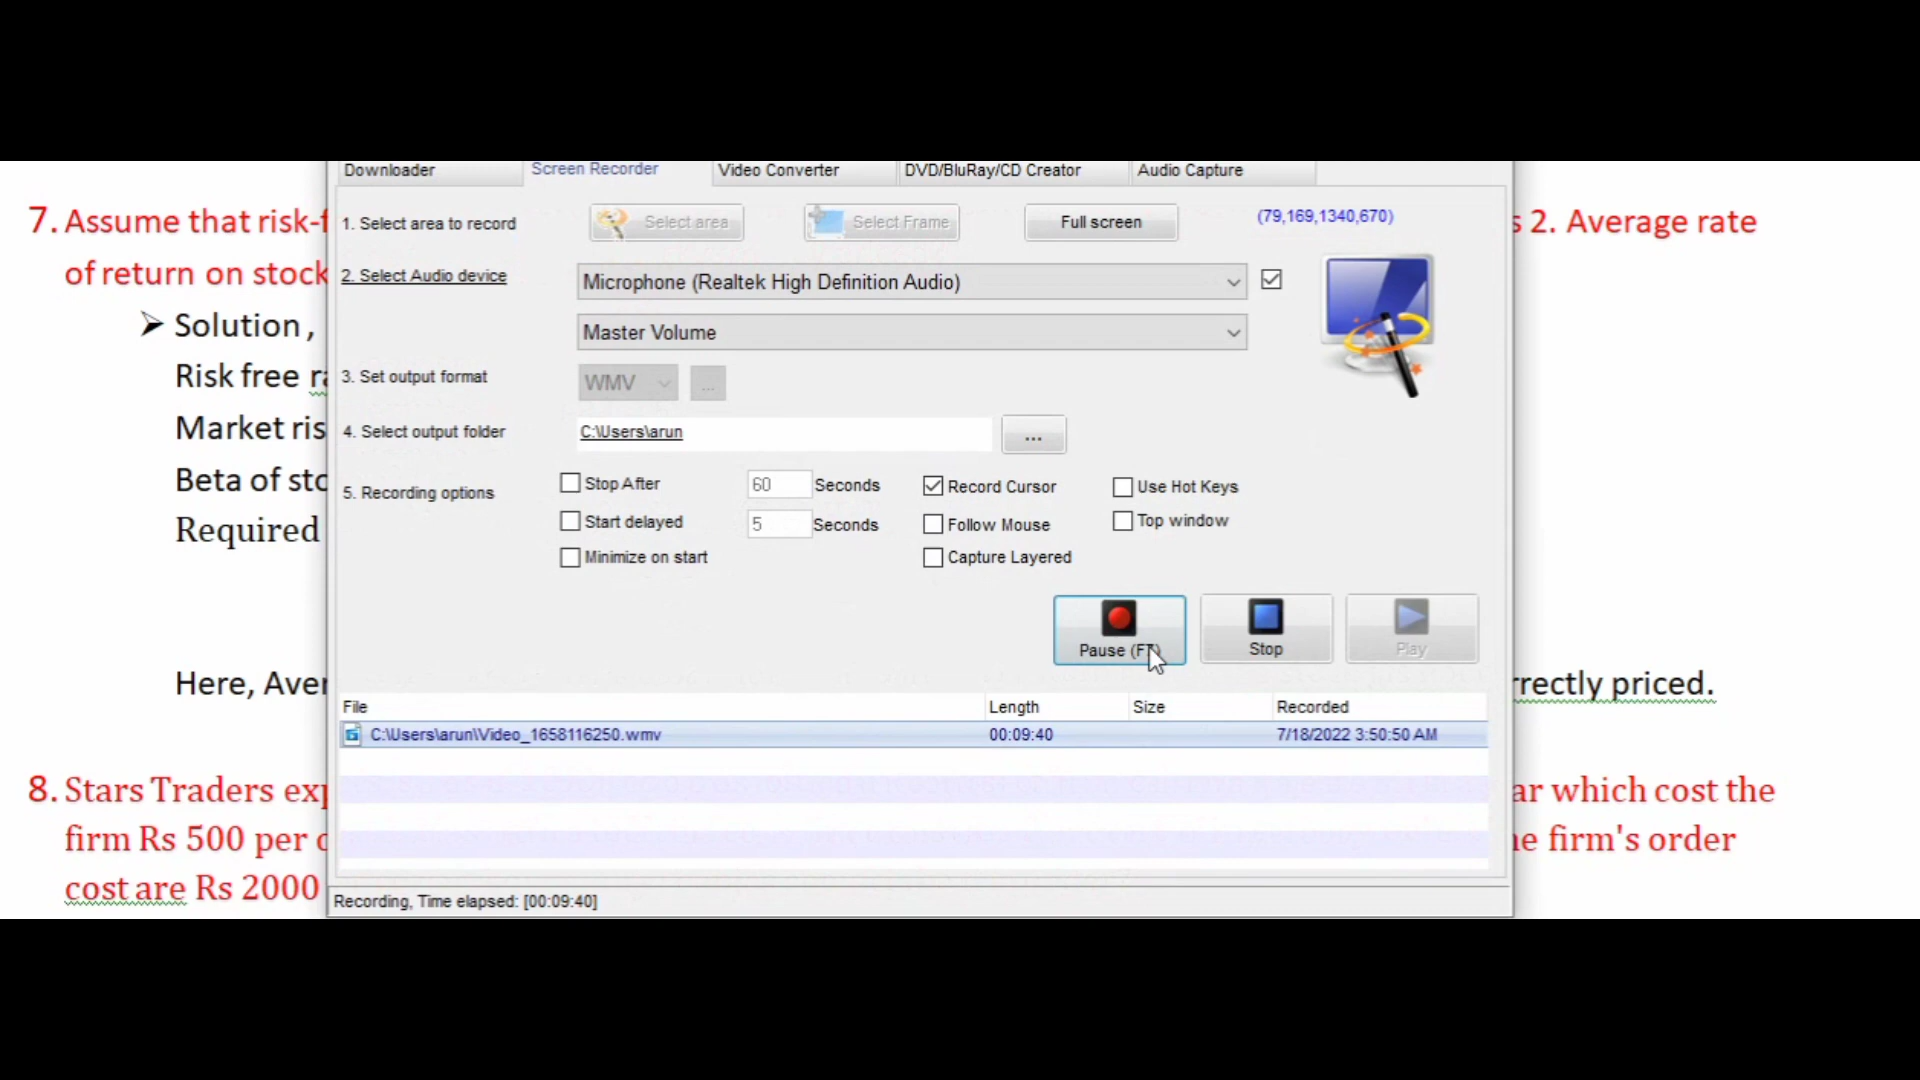 Downloader
Screen Recorder
Video Converter
DVD/BluRay/CD Creator
Audio Capture
7. Assume that risk-f
s 2. Average rate
1. Select area to record
Select area
Select Frame
Full screen
(79,169,1340,670)
of return on stock
2. Select Audio device
Microphone (Realtek High Definition Audio)
➢ Solution ,
Master Volume
Risk free ra
3. Set output format
WMV
...
Market ris
4. Select output folder
C:\Users\arun
...
Beta of sto
5. Recording options
Stop After
60
Seconds
Record Cursor
Use Hot Keys
Required
Start delayed
5
Seconds
Follow Mouse
Top window
Minimize on start
Capture Layered
Pause (F7)
Stop
Play
Here, Aver
rrectly priced.
File
Length
Size
Recorded
C:\Users\arun\Video_1658116250.wmv
00:09:40
7/18/2022 3:50:50 AM
8. Stars Traders exp
ar which cost the
firm Rs 500 per
e firm's order
cost are Rs 2000
Recording, Time elapsed: [00:09:40]